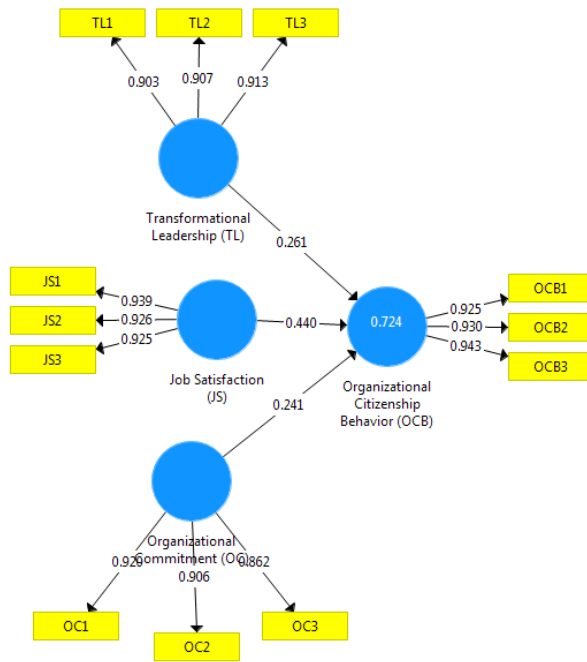 TL1
TL2
TL3
0.903
0.907
0.913
Transformational
Leadership (TL)
0.261
JS1
JS2
JS3
0.939
0.926
0.925
0.440
Job Satisfaction
(JS)
0.724
Organizational
Citizenship
Behavior (OCB)
0.925
0.930
0.943
OCB1
OCB2
OCB3
0.241
Organizational
Commitment (OC)
0.920
0.906
0.862
OC1
OC2
OC3